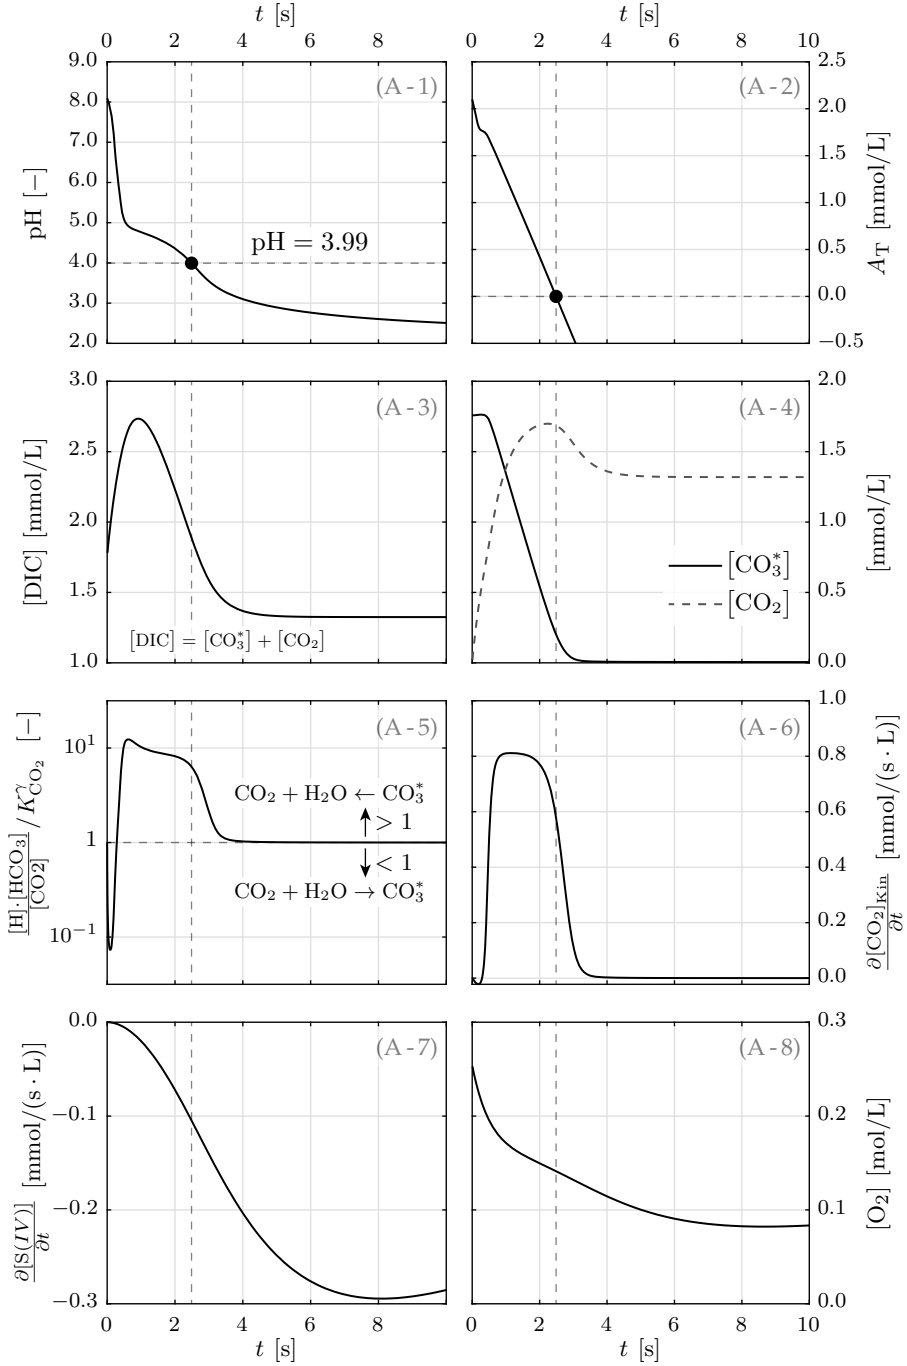 t [s]
t [s]
0 2 4 6 8
0 2 4 6 8 10
9.0
8.0
7.0
6.0
5.0
4.0
3.0
2.0
pH [−]
(A-1)
pH = 3.99
(A-2)
2.5
2.0
1.5
1.0
0.5
0.0
−0.5
A_T [mmol/L]
3.0
2.5
2.0
1.5
1.0
[DIC] [mmol/L]
(A-3)
[DIC] = [CO₃*] + [CO₂]
(A-4)
[CO₃*]
[CO₂]
2.0
1.5
1.0
0.5
0.0
[mmol/L]
10¹
1
10⁻¹
[H]·[HCO₃]/[CO2] / K^γ_CO₂ [−]
(A-5)
CO₂ + H₂O ← CO₃*
> 1
< 1
CO₂ + H₂O → CO₃*
(A-6)
1.0
0.8
0.6
0.4
0.2
0.0
∂[CO₂]_Kin/∂t [mmol/(s · L)]
0.0
−0.1
−0.2
−0.3
∂[S(IV)]/∂t [mmol/(s · L)]
(A-7)
(A-8)
0.3
0.2
0.1
0.0
[O₂] [mol/L]
0 2 4 6 8
0 2 4 6 8 10
t [s]
t [s]